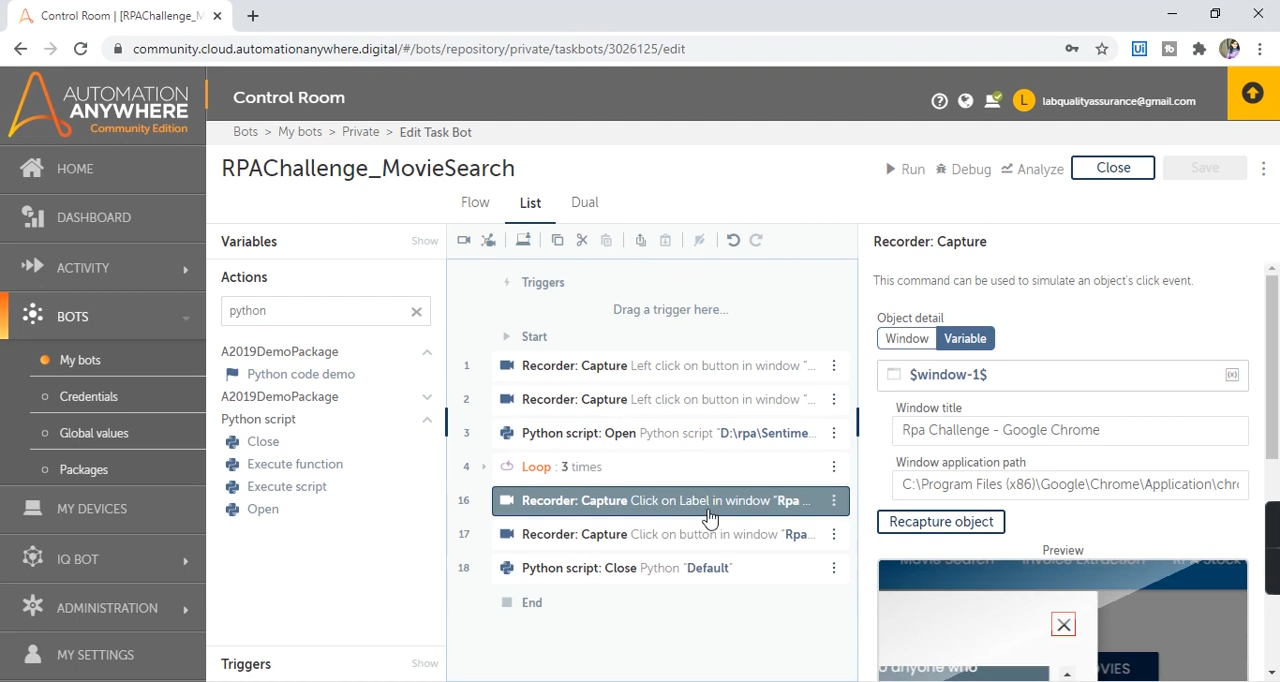 Control Room | [RPAChallenge_M
community.cloud.automationanywhere.digital/#/bots/repository/private/taskbots/3026125/edit
Ui
AUTOMATION
ANYWHERE
Community Edition
Control Room
L
labqualityassurance@gmail.com
Bots > My bots > Private > Edit Task Bot
HOME
DASHBOARD
ACTIVITY
BOTS
My bots
Credentials
Global values
Packages
MY DEVICES
IQ BOT
ADMINISTRATION
MY SETTINGS
RPAChallenge_MovieSearch
Run
Debug
Analyze
Close
Save
Flow
List
Dual
Variables
Show
Actions
python
A2019DemoPackage
Python code demo
A2019DemoPackage
Python script
Close
Execute function
Execute script
Open
Triggers
Show
Triggers
Drag a trigger here...
Start
1 Recorder: Capture Left click on button in window "...
2 Recorder: Capture Left click on button in window "...
3 Python script: Open Python script "D:\rpa\Sentime...
4 Loop : 3 times
16 Recorder: Capture Click on Label in window "Rpa ...
17 Recorder: Capture Click on button in window "Rpa...
18 Python script: Close Python "Default"
End
Recorder: Capture
This command can be used to simulate an object's click event.
Object detail
Window
Variable
$window-1$
(x)
Window title
Rpa Challenge - Google Chrome
Window application path
C:\Program Files (x86)\Google\Chrome\Application\chr
Recapture object
Preview
Movie Search
Invoice Extraction
RPA Stock
o anyone who
VIES